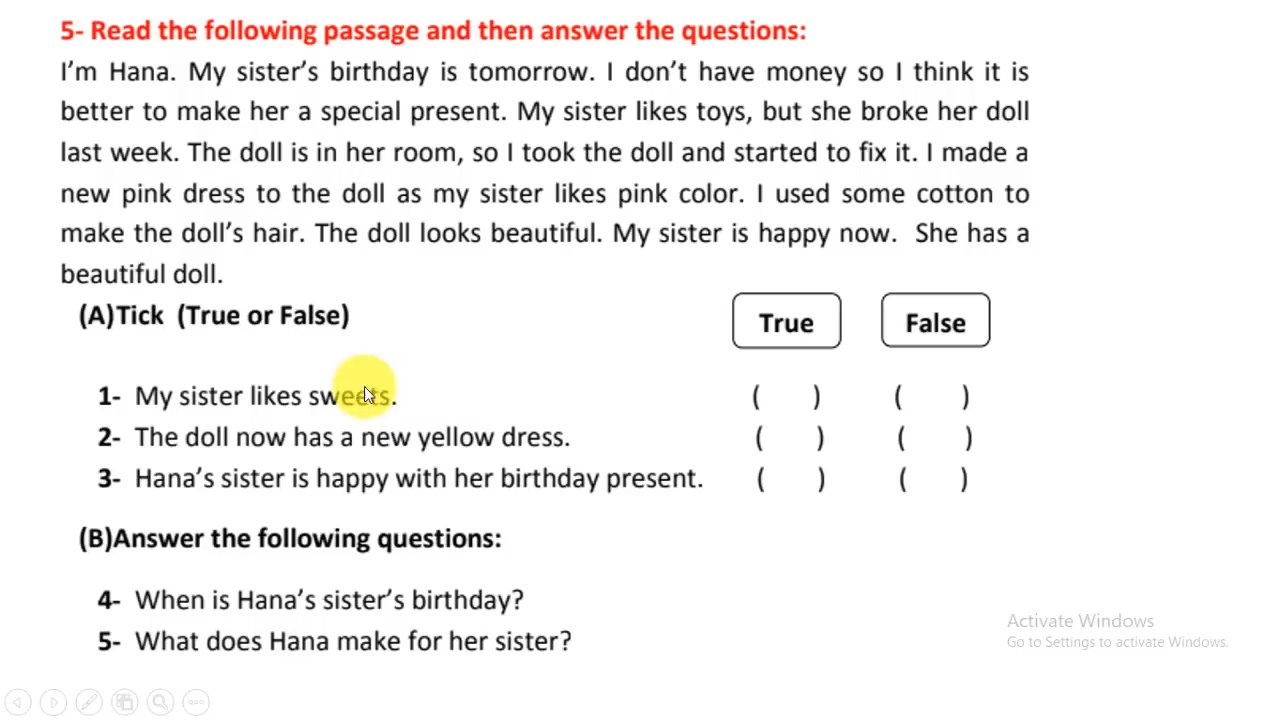 5- Read the following passage and then answer the questions:
I’m Hana. My sister’s birthday is tomorrow. I don’t have money so I think it is
better to make her a special present. My sister likes toys, but she broke her doll
last week. The doll is in her room, so I took the doll and started to fix it. I made a
new pink dress to the doll as my sister likes pink color. I used some cotton to
make the doll’s hair. The doll looks beautiful. My sister is happy now.  She has a
beautiful doll.
(A)Tick  (True or False) True False
1- My sister likes sweets. (   ) (   )
2- The doll now has a new yellow dress. (   ) (   )
3- Hana’s sister is happy with her birthday present. (   ) (   )
(B)Answer the following questions:
4- When is Hana’s sister’s birthday?
5- What does Hana make for her sister?
Activate Windows
Go to Settings to activate Windows.